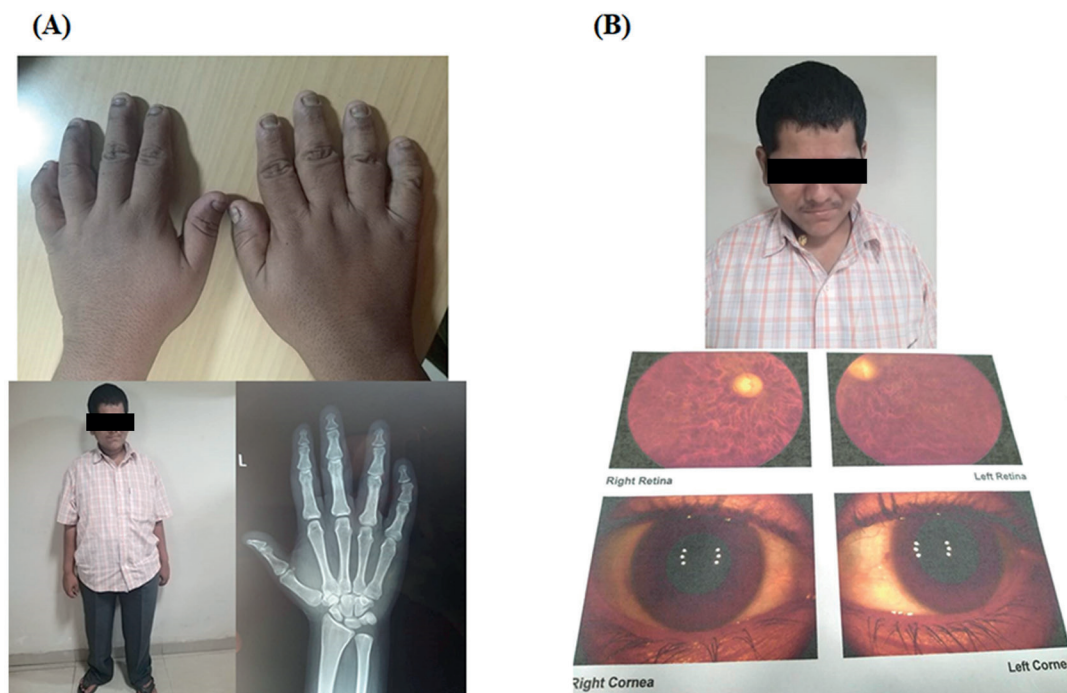 (A)
(B)
L
Right Retina
Left Retina
Right Cornea
Left Corne